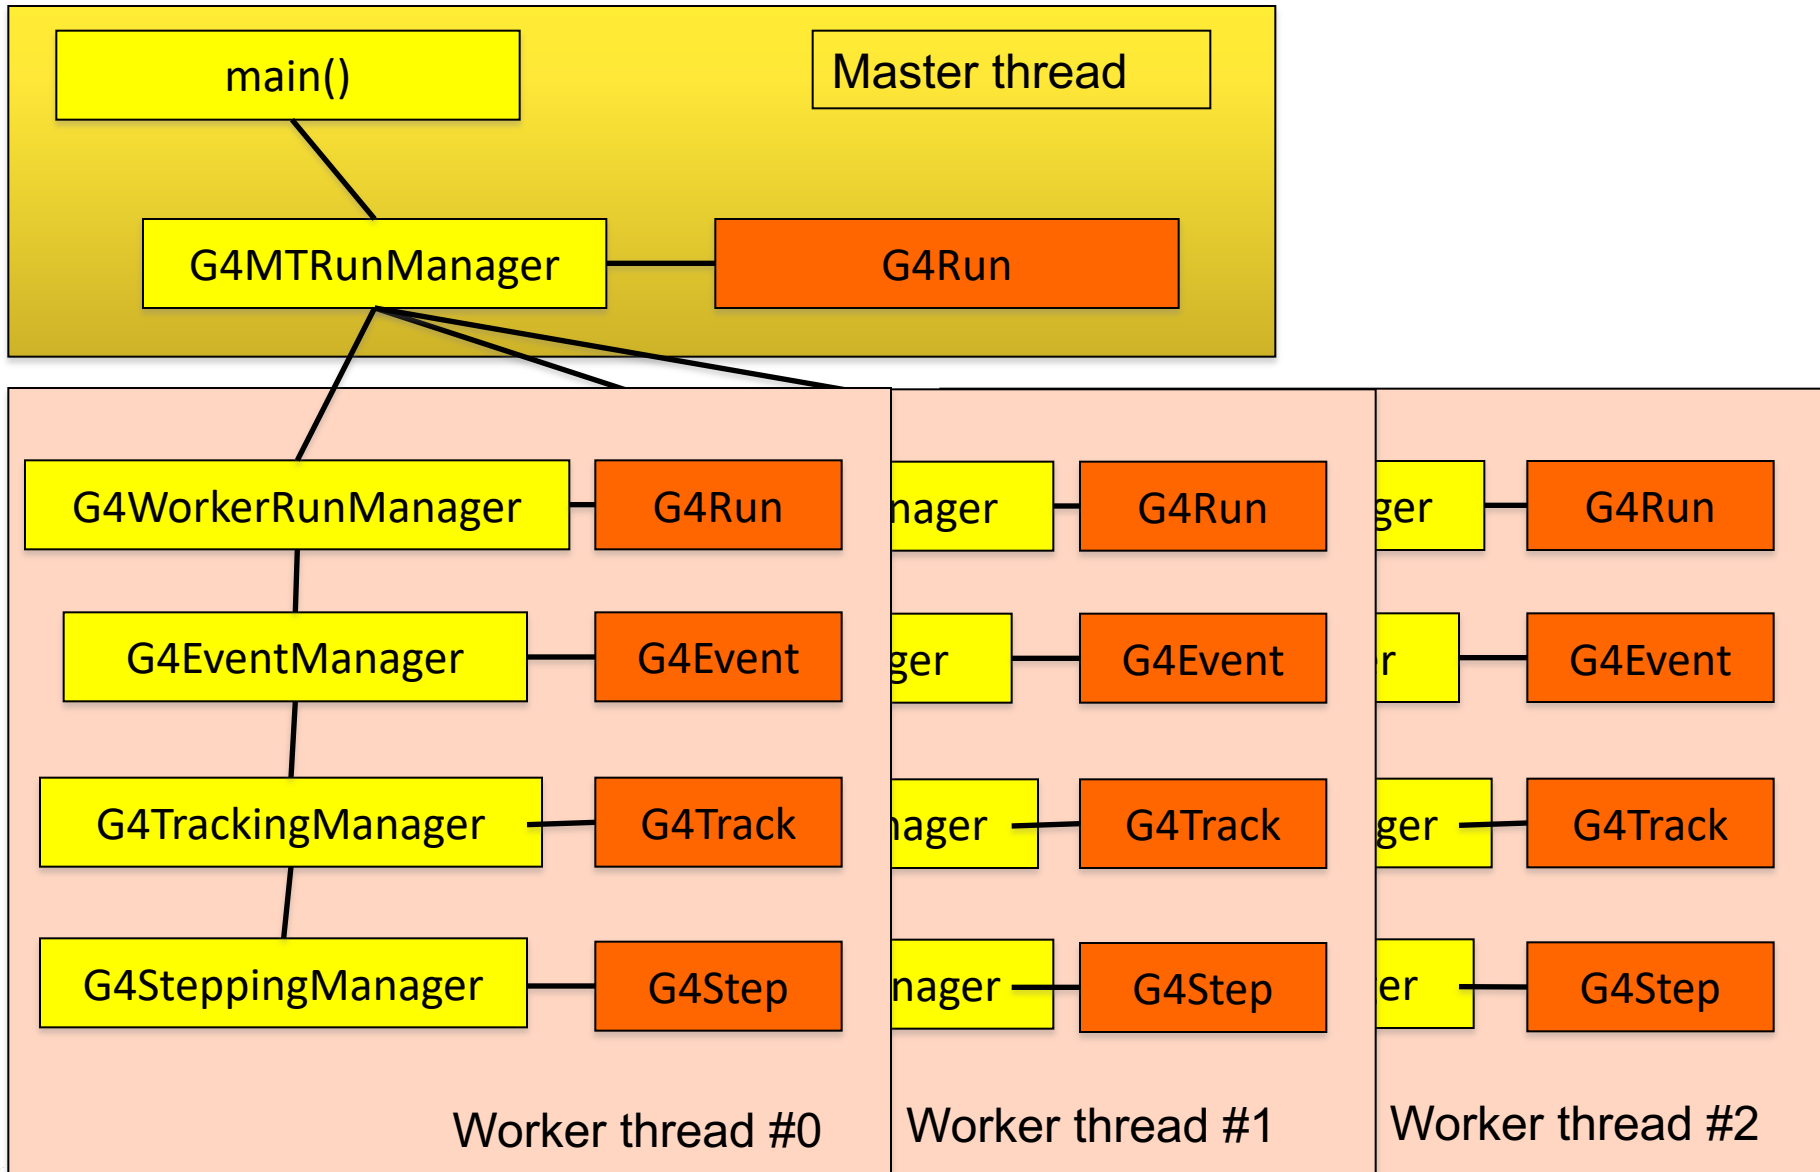 main()
Master thread
G4MTRunManager
G4Run
G4WorkerRunManager
G4Run
nager
G4Run
ger
G4Run
G4EventManager
G4Event
ger
G4Event
r
G4Event
G4TrackingManager
G4Track
nager
G4Track
ger
G4Track
G4SteppingManager
G4Step
nager
G4Step
er
G4Step
Worker thread #0
Worker thread #1
Worker thread #2